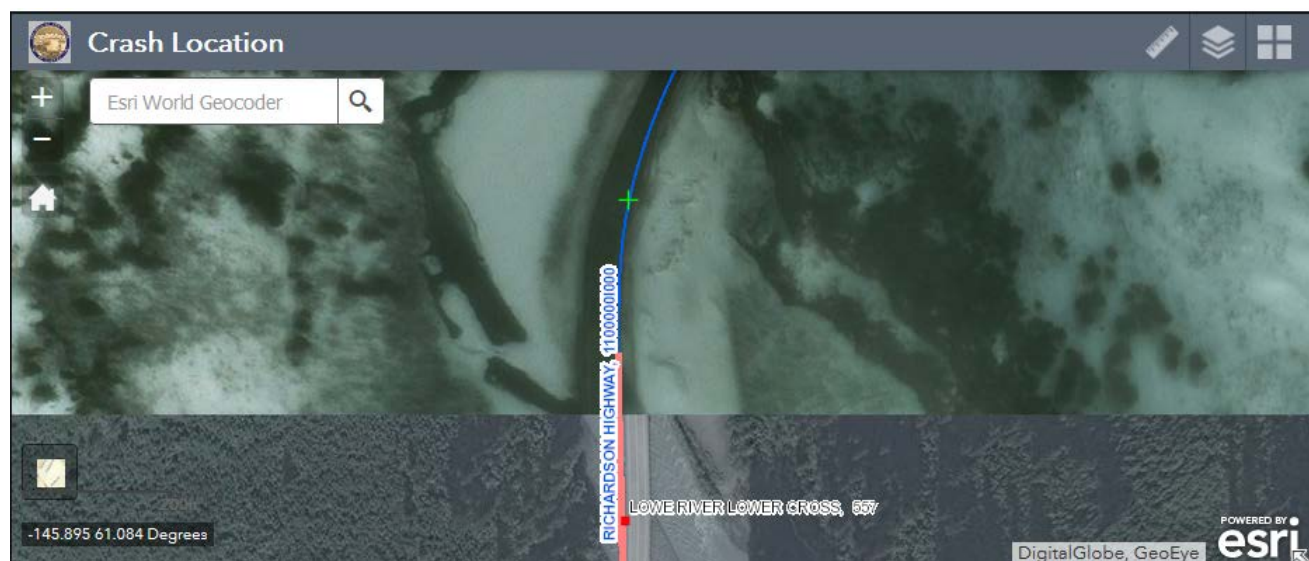 Crash Location
+
Esri World Geocoder
−
RICHARDSON HIGHWAY, 1100000I000
LOWE RIVER LOWER CROSS, 557
-145.895 61.084 Degrees
POWERED BY
esri
DigitalGlobe, GeoEye